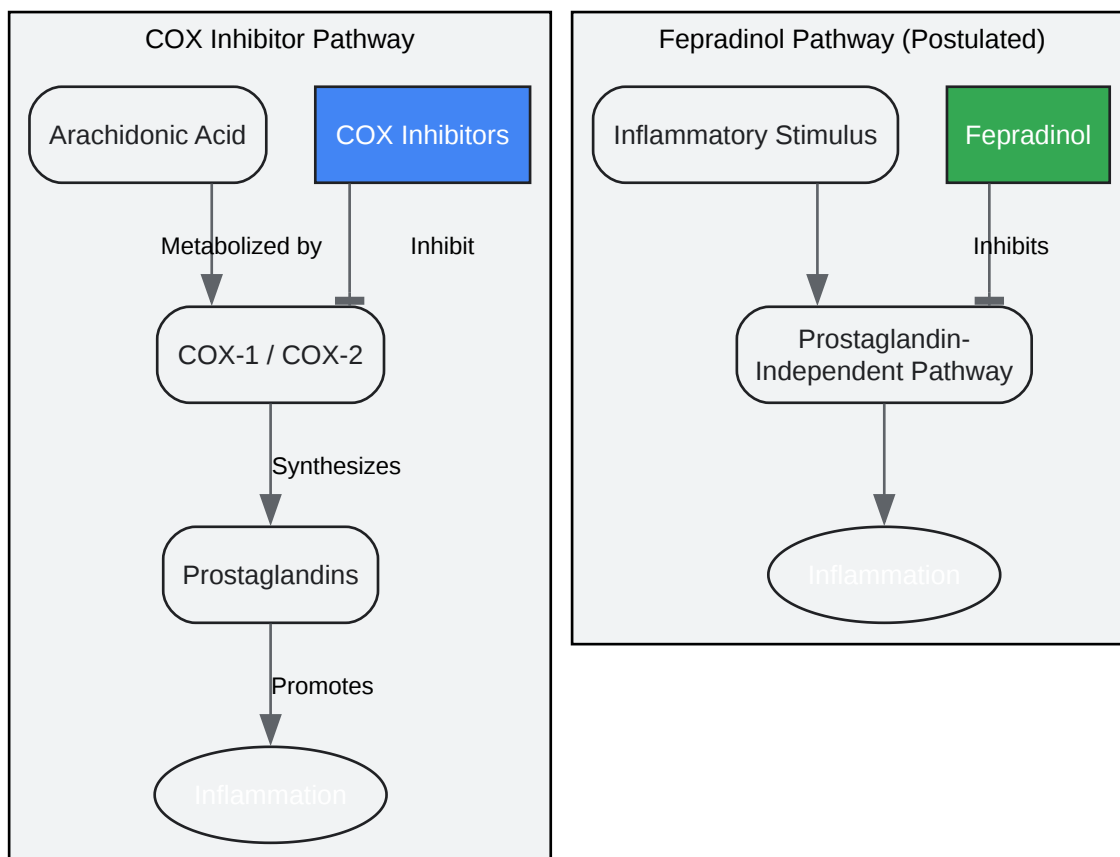 COX Inhibitor Pathway
Arachidonic Acid
COX Inhibitors
Metabolized by
Inhibit
COX-1 / COX-2
Synthesizes
Prostaglandins
Promotes
Inflammation
Fepradinol Pathway (Postulated)
Inflammatory Stimulus
Fepradinol
Inhibits
Prostaglandin-
Independent Pathway
Inflammation